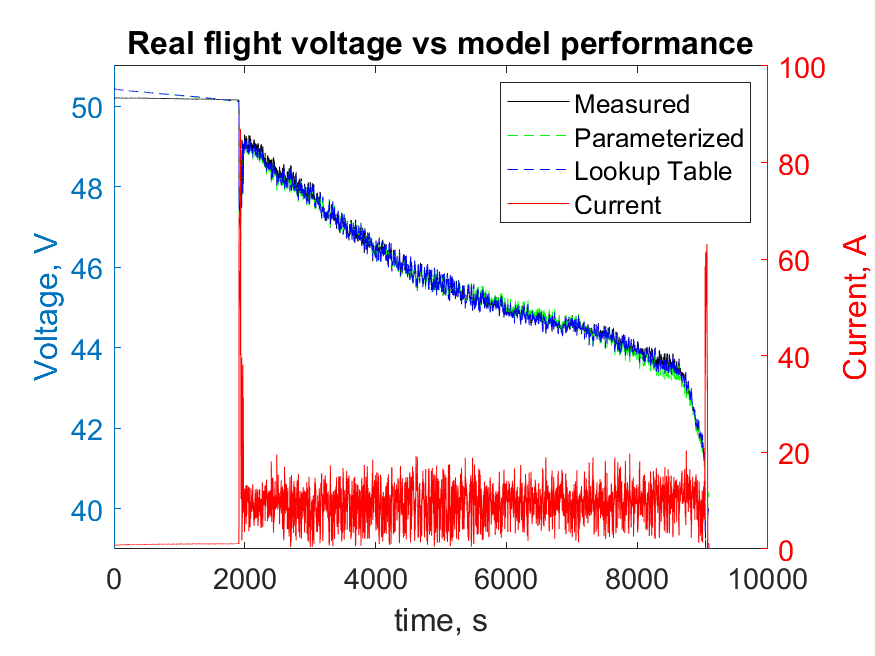 Real flight voltage vs model performance
Measured
Parameterized
Lookup Table
Current
Voltage, V
50
48
46
44
42
40
Current, A
100
80
60
40
20
0
0
2000
4000
6000
8000
10000
time, s